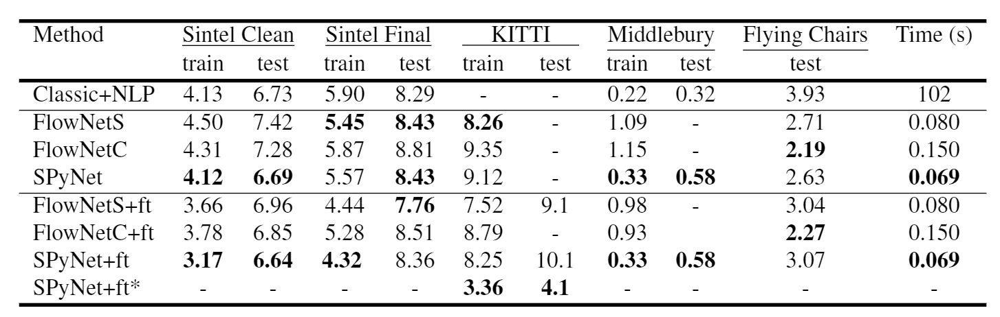 Method Sintel Clean Sintel Final KITTI Middlebury Flying Chairs Time (s)
train test train test train test train test test
Classic+NLP 4.13 6.73 5.90 8.29 - - 0.22 0.32 3.93 102
FlowNetS 4.50 7.42 5.45 8.43 8.26 - 1.09 - 2.71 0.080
FlowNetC 4.31 7.28 5.87 8.81 9.35 - 1.15 - 2.19 0.150
SPyNet 4.12 6.69 5.57 8.43 9.12 - 0.33 0.58 2.63 0.069
FlowNetS+ft 3.66 6.96 4.44 7.76 7.52 9.1 0.98 - 3.04 0.080
FlowNetC+ft 3.78 6.85 5.28 8.51 8.79 - 0.93 2.27 0.150
SPyNet+ft 3.17 6.64 4.32 8.36 8.25 10.1 0.33 0.58 3.07 0.069
SPyNet+ft* - - - - 3.36 4.1 - - - -